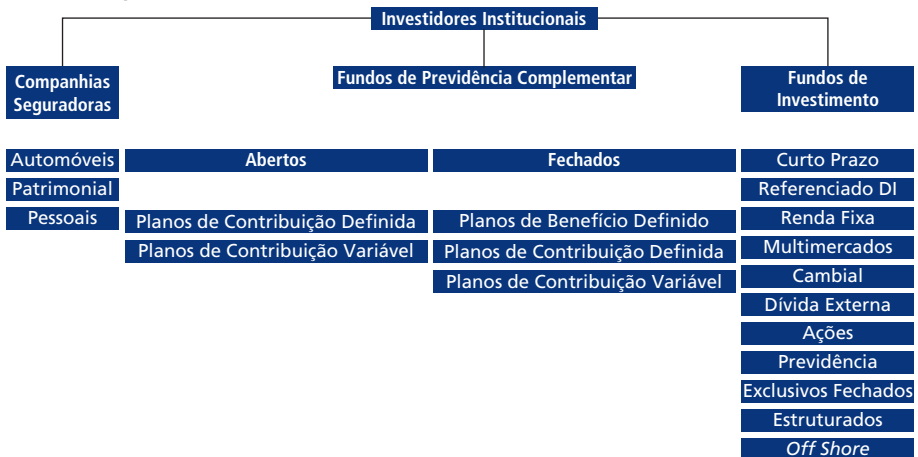 Investidores Institucionais
Companhias
Seguradoras
Fundos de Previdência Complementar
Fundos de
Investimento
Automóveis
Patrimonial
Pessoais
Abertos
Planos de Contribuição Definida
Planos de Contribuição Variável
Fechados
Planos de Benefício Definido
Planos de Contribuição Definida
Planos de Contribuição Variável
Curto Prazo
Referenciado DI
Renda Fixa
Multimercados
Cambial
Dívida Externa
Ações
Previdência
Exclusivos Fechados
Estruturados
Off Shore